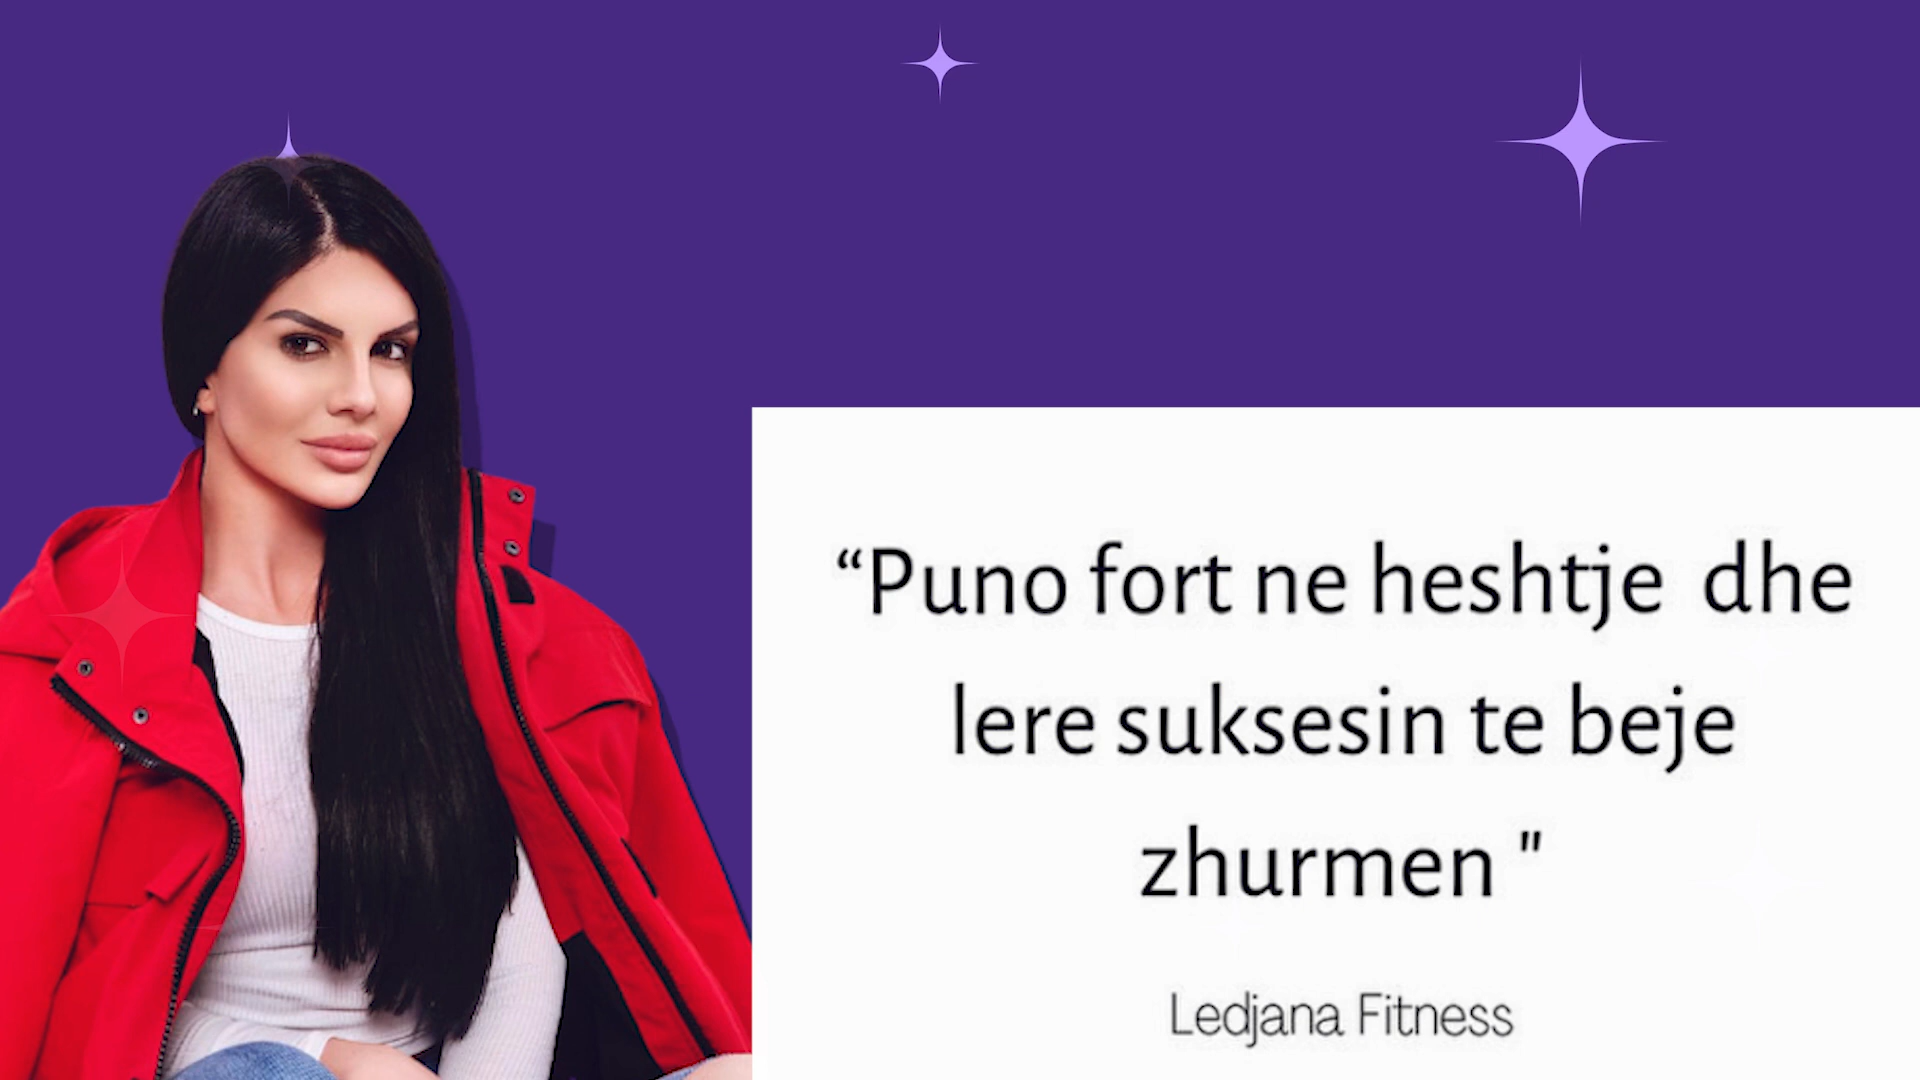 “Puno fort ne heshtje dhe
lere suksesin te beje
zhurmen "
Ledjana Fitness